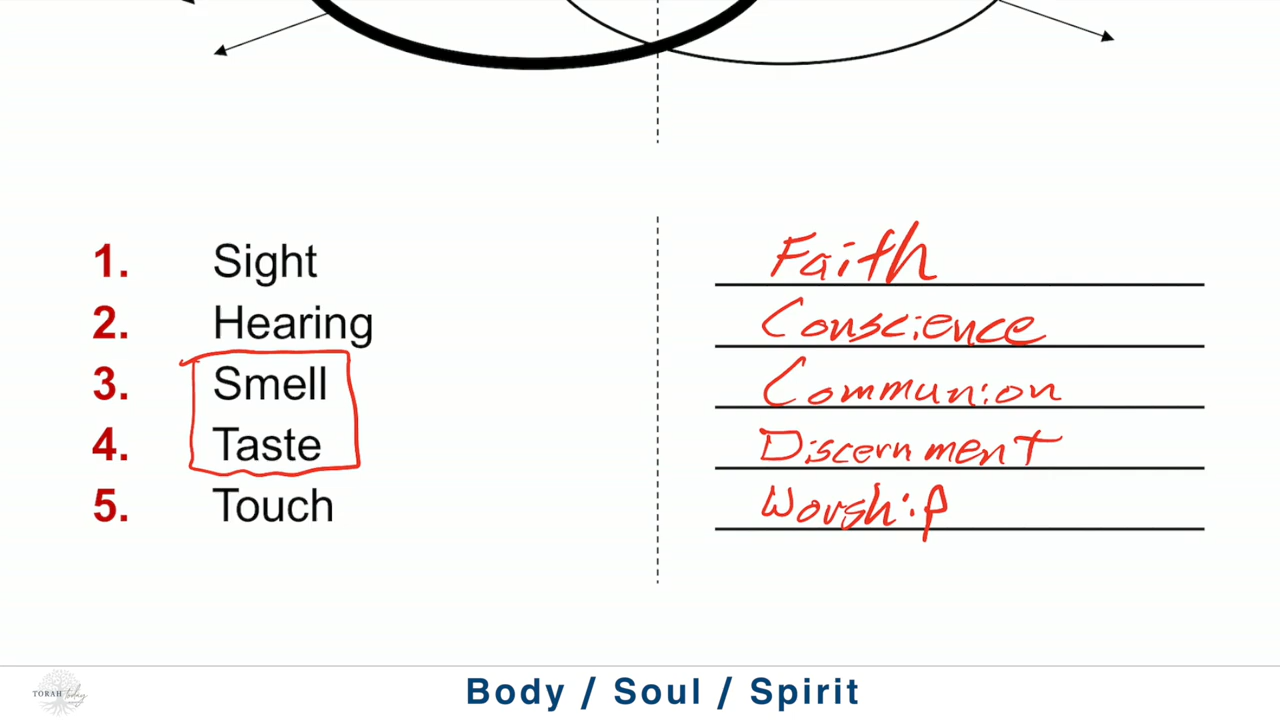 1. Sight Faith
2. Hearing Conscience
3. Smell Communion
4. Taste Discernment
5. Touch Worship
TORAH today
Body / Soul / Spirit